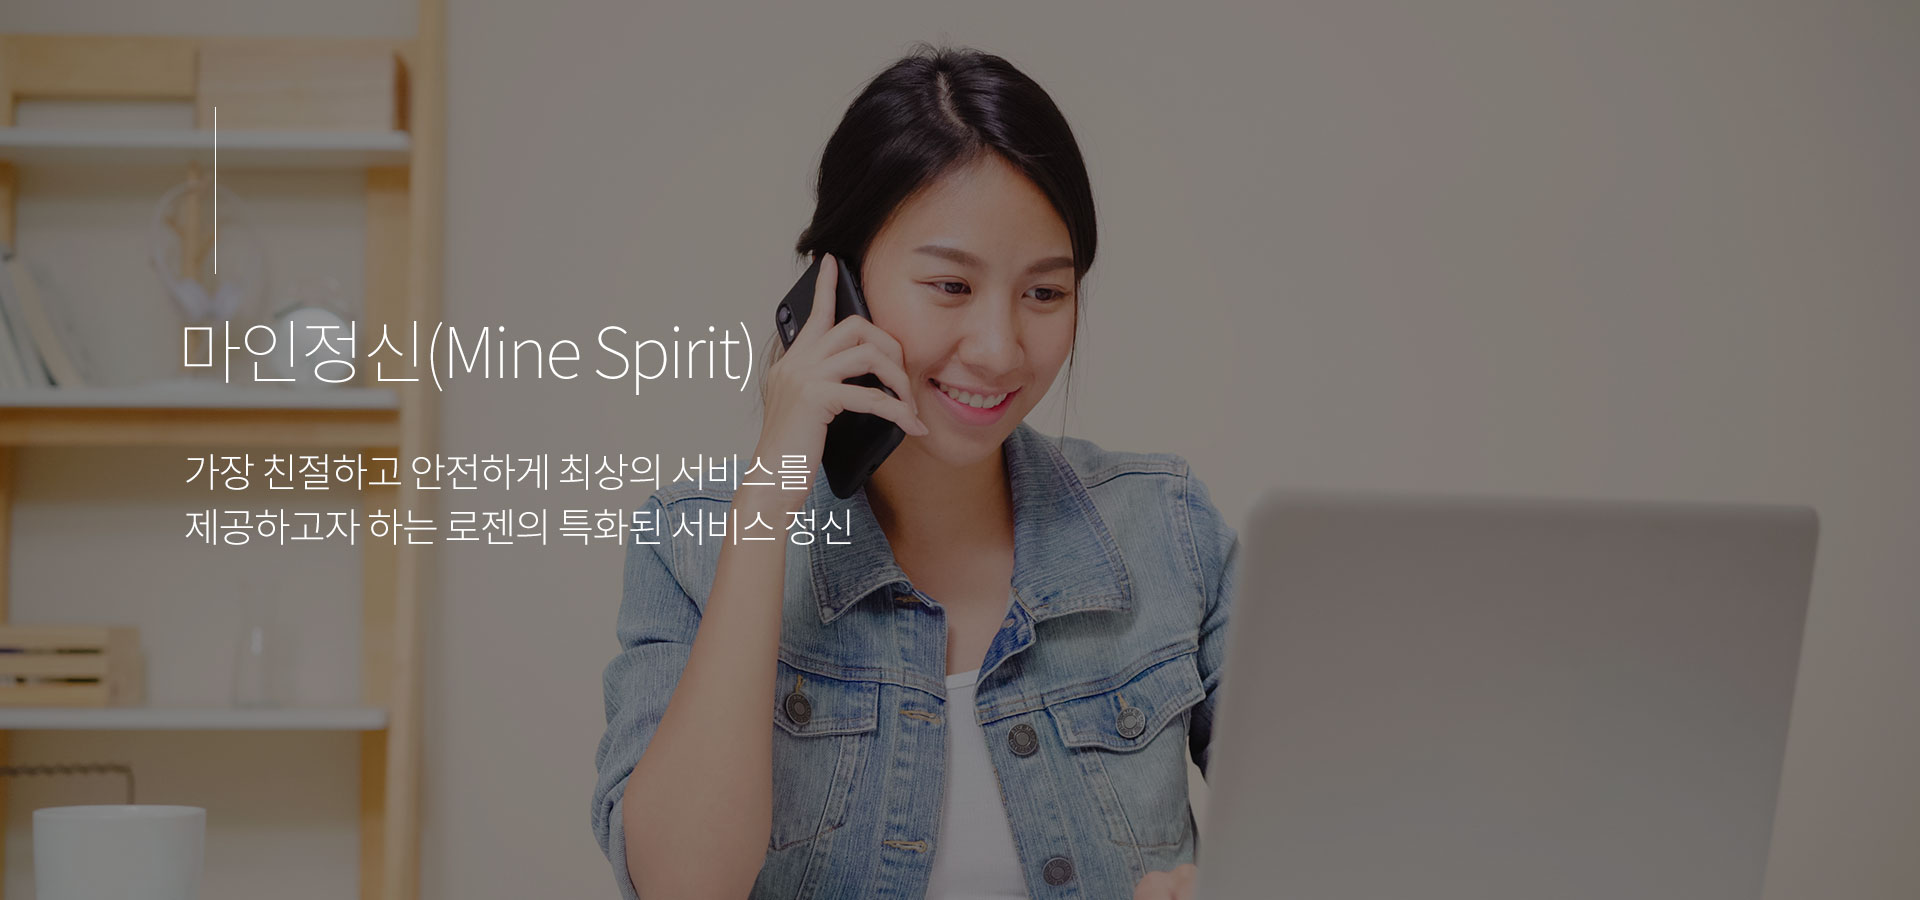 마인정신(Mine Spirit)
가장 친절하고 안전하게 최상의 서비스를
제공하고자 하는 로젠의 특화된 서비스 정신